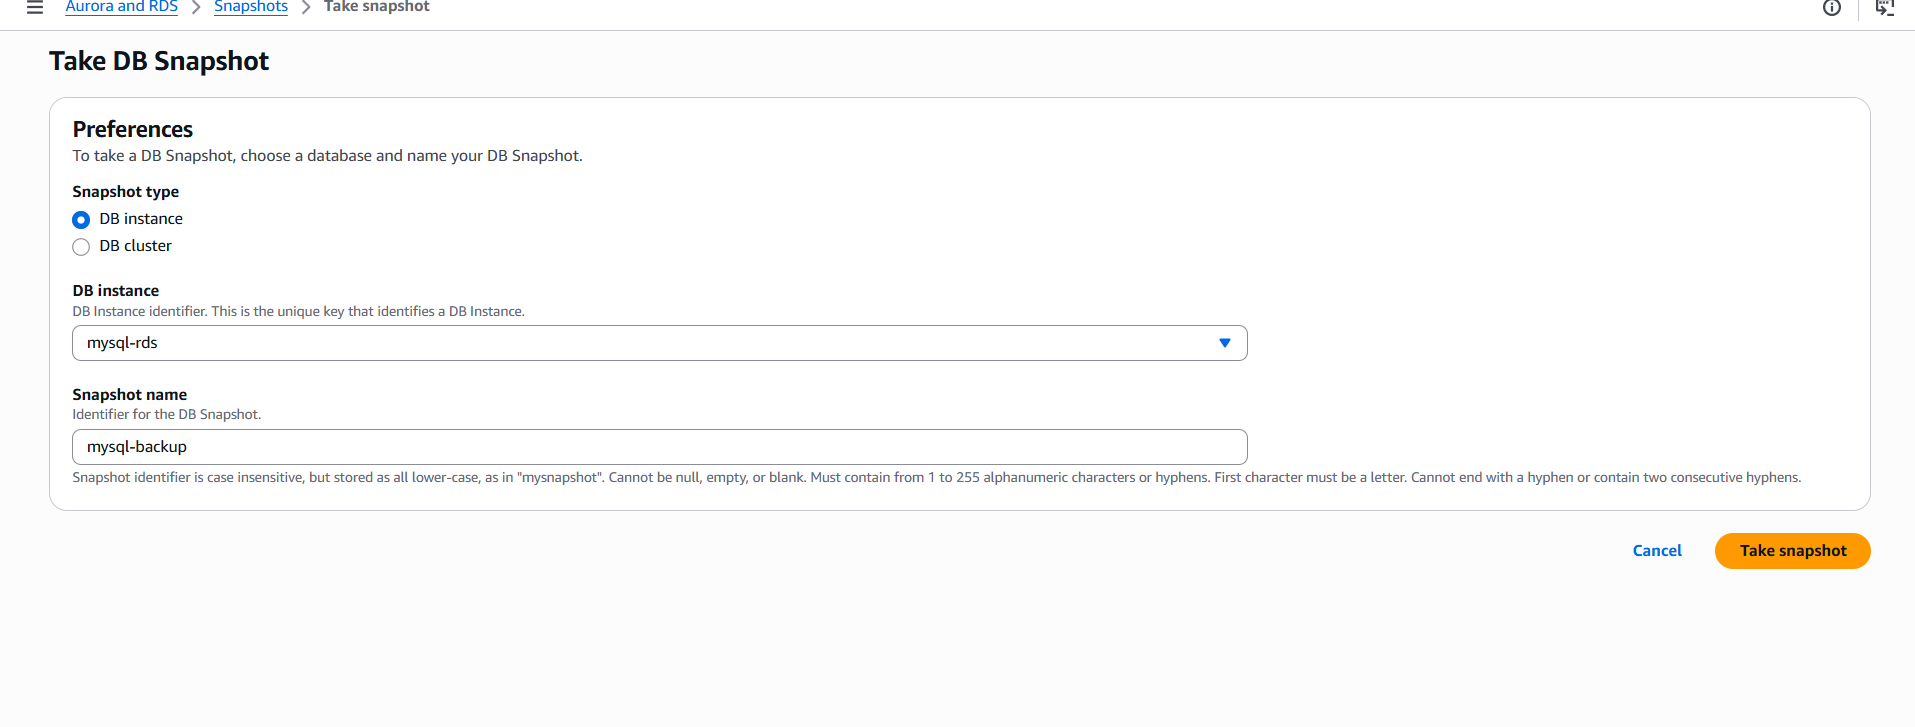 Aurora and RDS > Snapshots > Take snapshot
Take DB Snapshot
Preferences
To take a DB Snapshot, choose a database and name your DB Snapshot.
Snapshot type
DB instance
DB cluster
DB instance
DB Instance identifier. This is the unique key that identifies a DB Instance.
mysql-rds
Snapshot name
Identifier for the DB Snapshot.
mysql-backup
Snapshot identifier is case insensitive, but stored as all lower-case, as in "mysnapshot". Cannot be null, empty, or blank. Must contain from 1 to 255 alphanumeric characters or hyphens. First character must be a letter. Cannot end with a hyphen or contain two consecutive hyphens.
Cancel Take snapshot